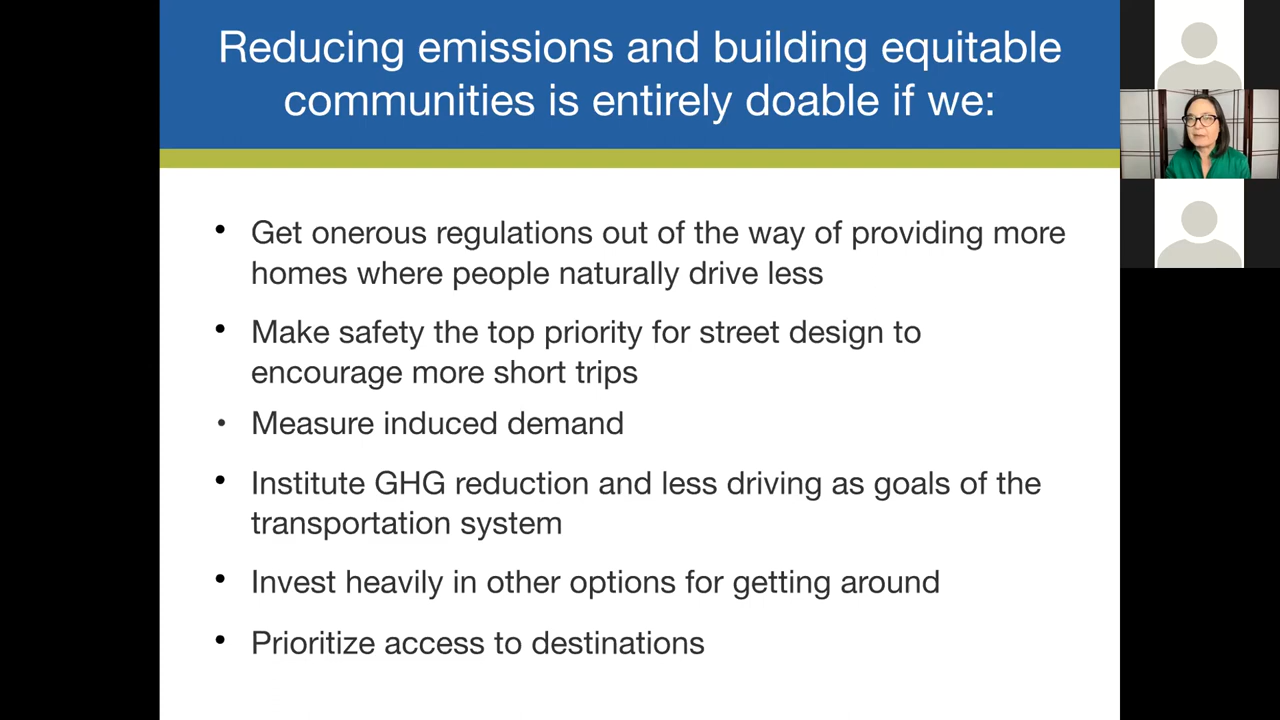 Reducing emissions and building equitable
communities is entirely doable if we:
• Get onerous regulations out of the way of providing more
homes where people naturally drive less
• Make safety the top priority for street design to
encourage more short trips
• Measure induced demand
• Institute GHG reduction and less driving as goals of the
transportation system
• Invest heavily in other options for getting around
• Prioritize access to destinations